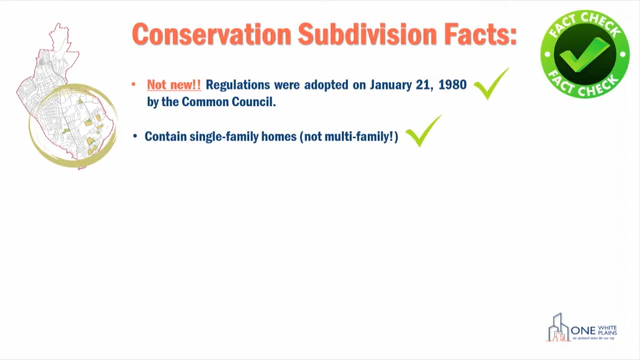 Conservation Subdivision Facts:
FACT CHECK
FACT CHECK
• Not new!! Regulations were adopted on January 21, 1980
by the Common Council.
• Contain single-family homes (not multi-family!)
ONE WHITE
PLAINS